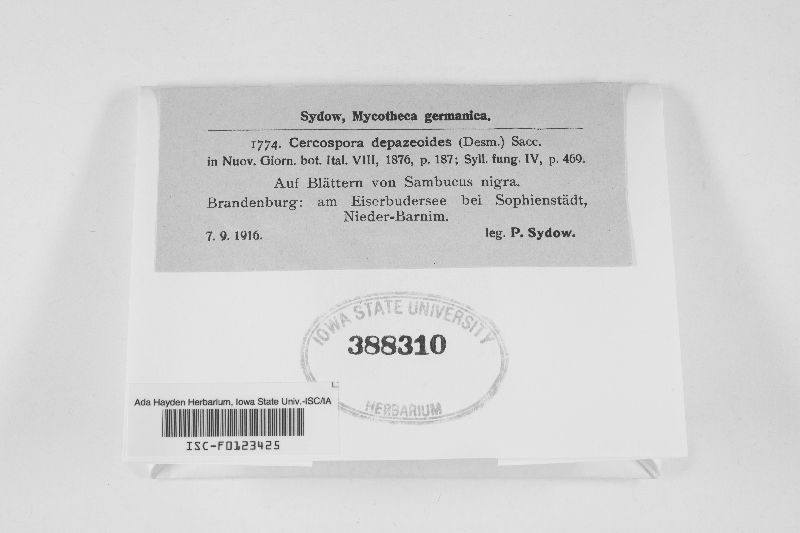 Sydow, Mycotheca germanica.
1774. Cercospora depazeoides (Desm.) Sacc.
in Nuov. Giorn. bot. Ital. VIII, 1876, p. 187; Syll. fung. IV, p. 469.
Auf Blättern von Sambucus nigra.
Brandenburg: am Eiserbudersee bei Sophienstädt,
Nieder-Barnim.
7. 9. 1916. leg. P. Sydow.
IOWA STATE UNIVERSITY
388310
HERBARIUM
Ada Hayden Herbarium, Iowa State Univ.-ISC/IA
ISC-F0123425